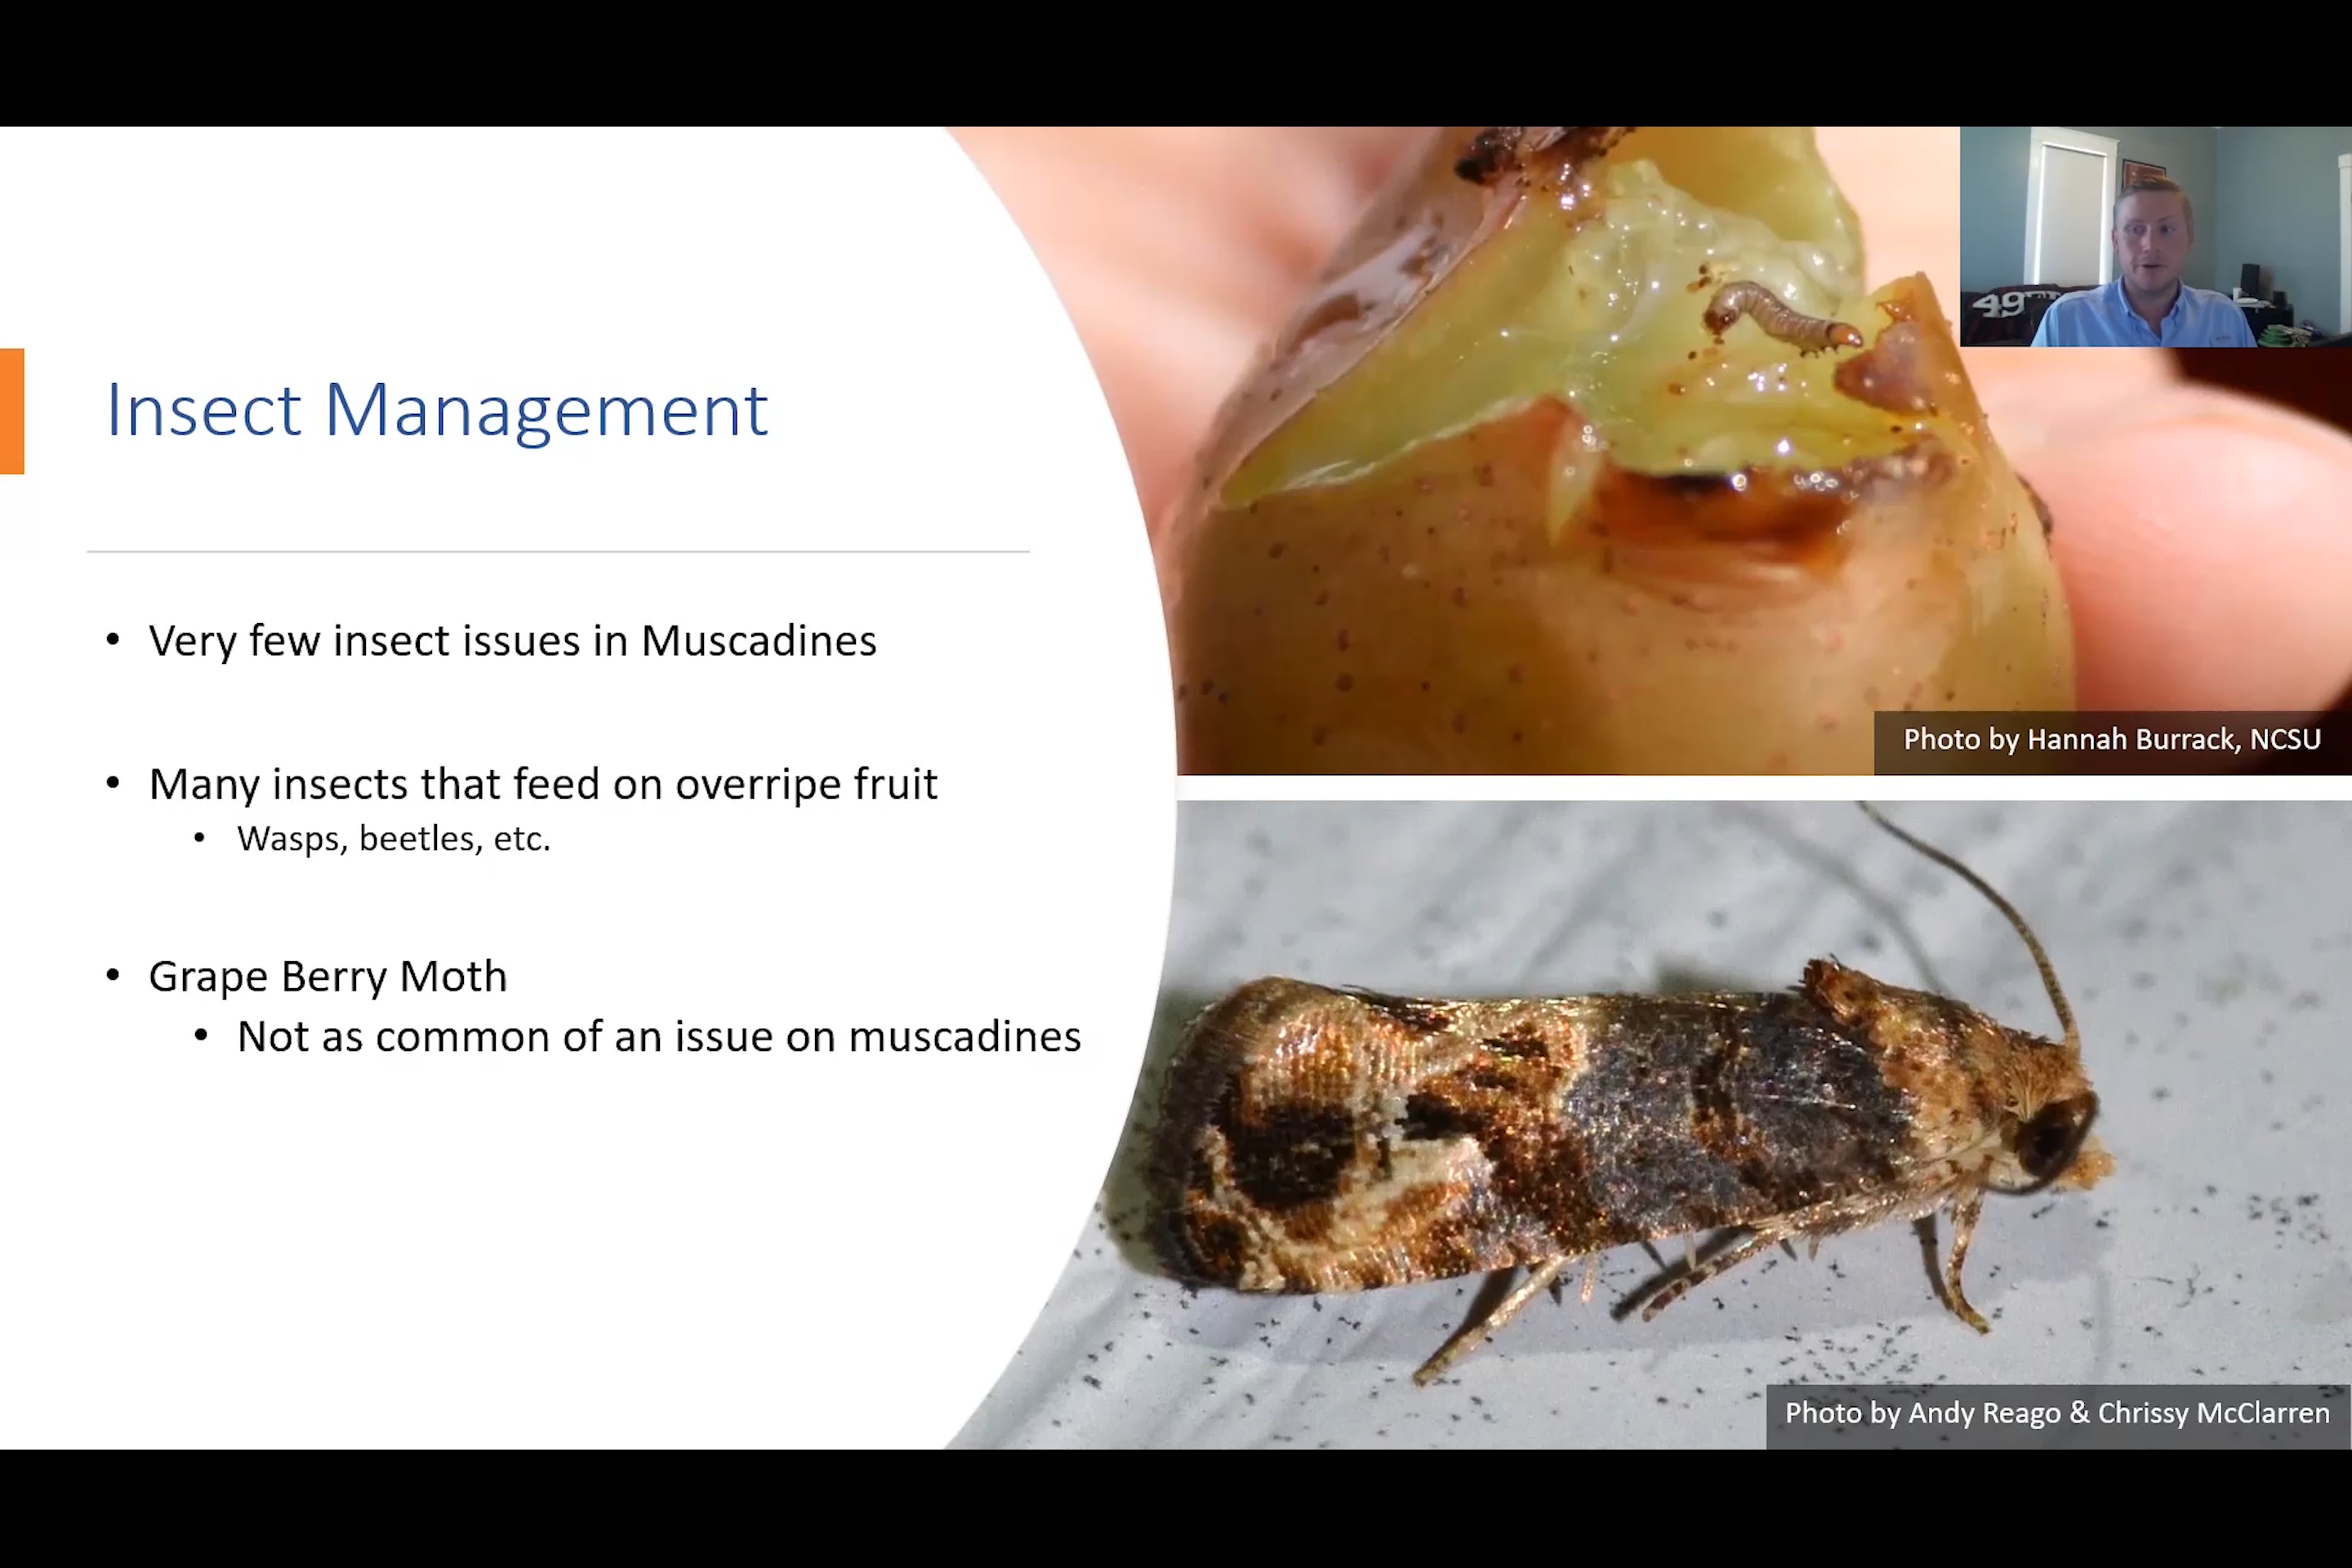 49
Insect Management
Very few insect issues in Muscadines
Many insects that feed on overripe fruit
Wasps, beetles, etc.
Grape Berry Moth
Not as common of an issue on muscadines
Photo by Hannah Burrack, NCSU
Photo by Andy Reago & Chrissy McClarren